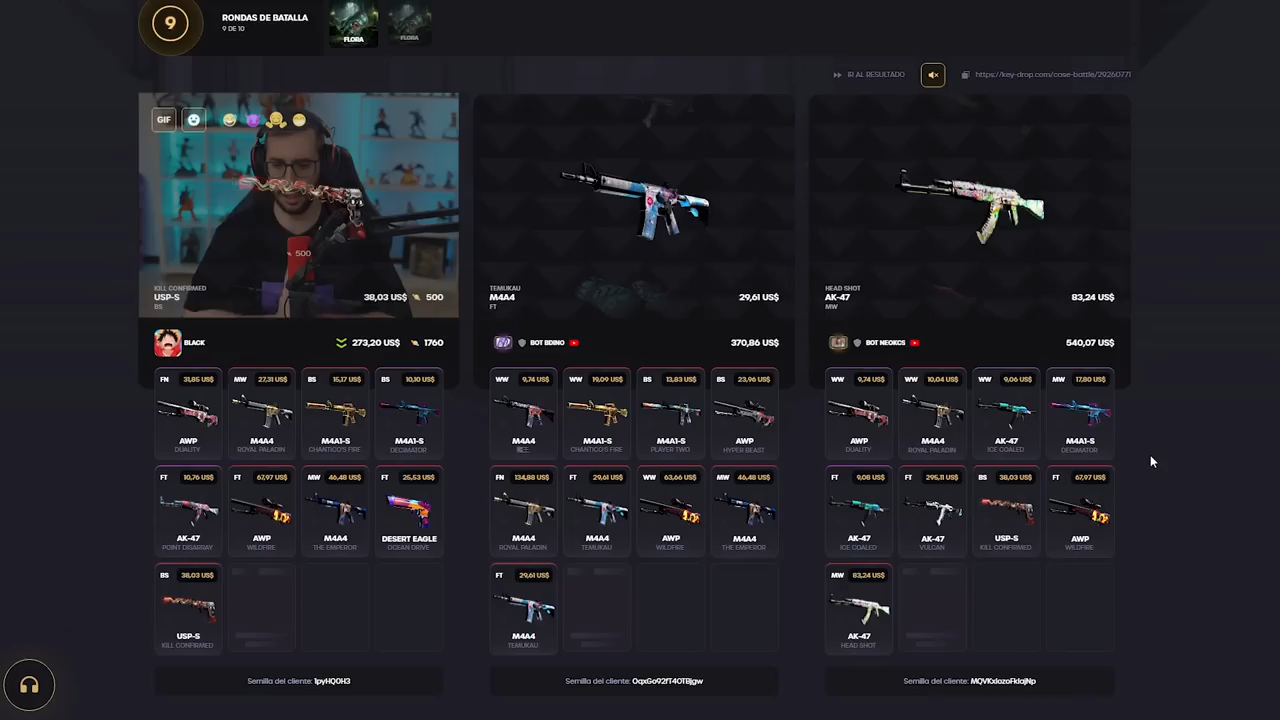 9
RONDAS DE BATALLA
9 DE 10
FLORA
FLORA
IR AL RESULTADO
https://key-drop.com/case-battle/29260771
GIF
500
KILL CONFIRMED
USP-S
BS
38,03 US$
500
TEMUKAU
M4A4
FT
29,61 US$
HEAD SHOT
AK-47
MW
83,24 US$
BLACK
273,20 US$
1760
BOT BDINO
370,86 US$
BOT NEOKCS
540,07 US$
FN 31,85 US$
AWP
DUALITY
MW 27,31 US$
M4A4
ROYAL PALADIN
BS 15,17 US$
M4A1-S
CHANTICO'S FIRE
BS 10,10 US$
M4A1-S
DECIMATOR
FT 10,76 US$
AK-47
POINT DISARRAY
FT 67,97 US$
AWP
WILDFIRE
MW 46,48 US$
M4A4
THE EMPEROR
FT 25,53 US$
DESERT EAGLE
OCEAN DRIVE
BS 38,03 US$
USP-S
KILL CONFIRMED
WW 9,74 US$
M4A4
WW 19,09 US$
M4A1-S
CHANTICO'S FIRE
BS 13,83 US$
M4A1-S
PLAYER TWO
BS 23,96 US$
AWP
HYPER BEAST
FN 134,88 US$
M4A4
ROYAL PALADIN
FT 29,61 US$
M4A4
TEMUKAU
WW 63,66 US$
AWP
WILDFIRE
MW 46,48 US$
M4A4
THE EMPEROR
FT 29,61 US$
M4A4
TEMUKAU
WW 9,74 US$
AWP
DUALITY
WW 10,04 US$
M4A4
ROYAL PALADIN
WW 9,06 US$
AK-47
ICE COALED
MW 17,80 US$
M4A1-S
DECIMATOR
FT 9,08 US$
AK-47
ICE COALED
FT 295,11 US$
AK-47
VULCAN
BS 38,03 US$
USP-S
KILL CONFIRMED
FT 67,97 US$
AWP
WILDFIRE
MW 83,24 US$
AK-47
HEAD SHOT
Semilla del cliente: 1pyHQ0H3
Semilla del cliente: OqxGo92fT4OTBjgw
Semilla del cliente: MQVKxlozoFklajNp